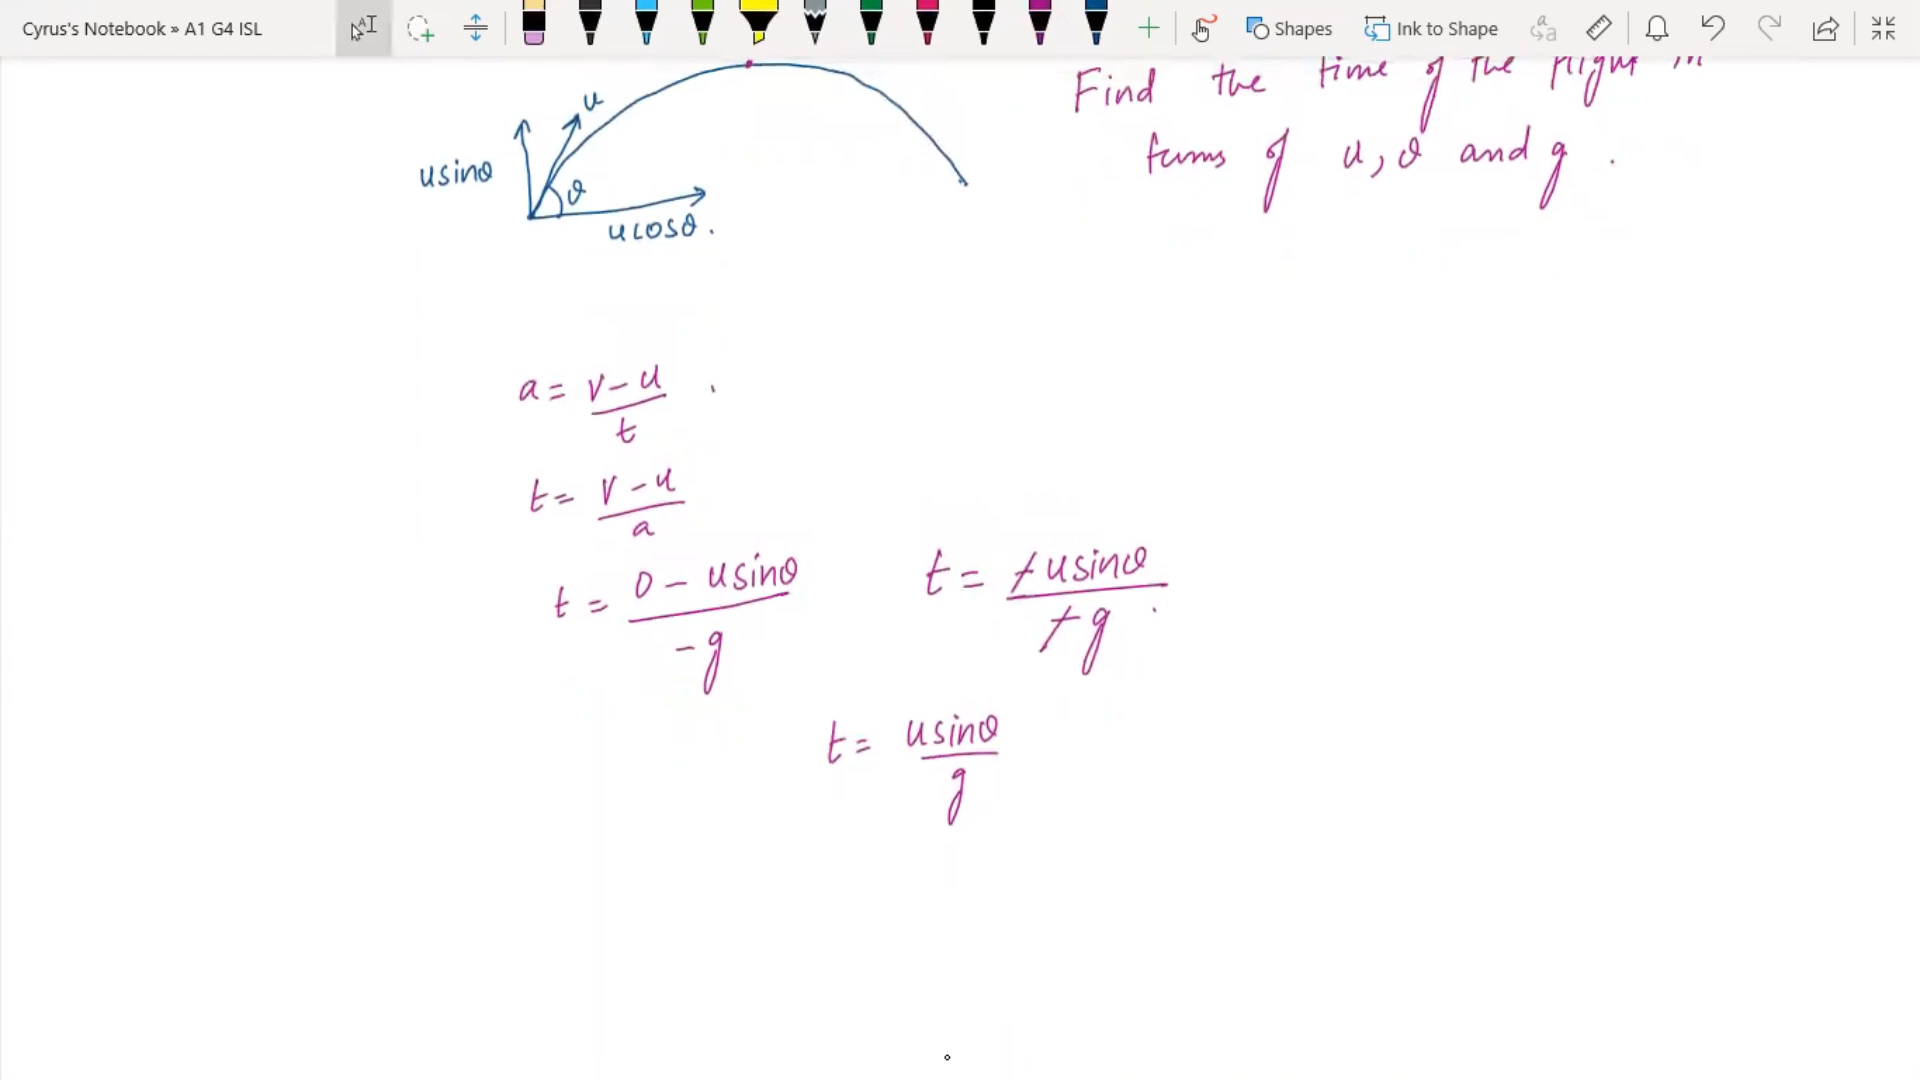 Cyrus's Notebook » A1 G4 ISL
Shapes
Ink to Shape
Find the time of the flight in
terms of u, θ and g .
u
usinθ
θ
ucosθ .
a = v - u / t
t = v - u / a
t = 0 - usinθ / -g
t = -usinθ / -g
t = usinθ / g